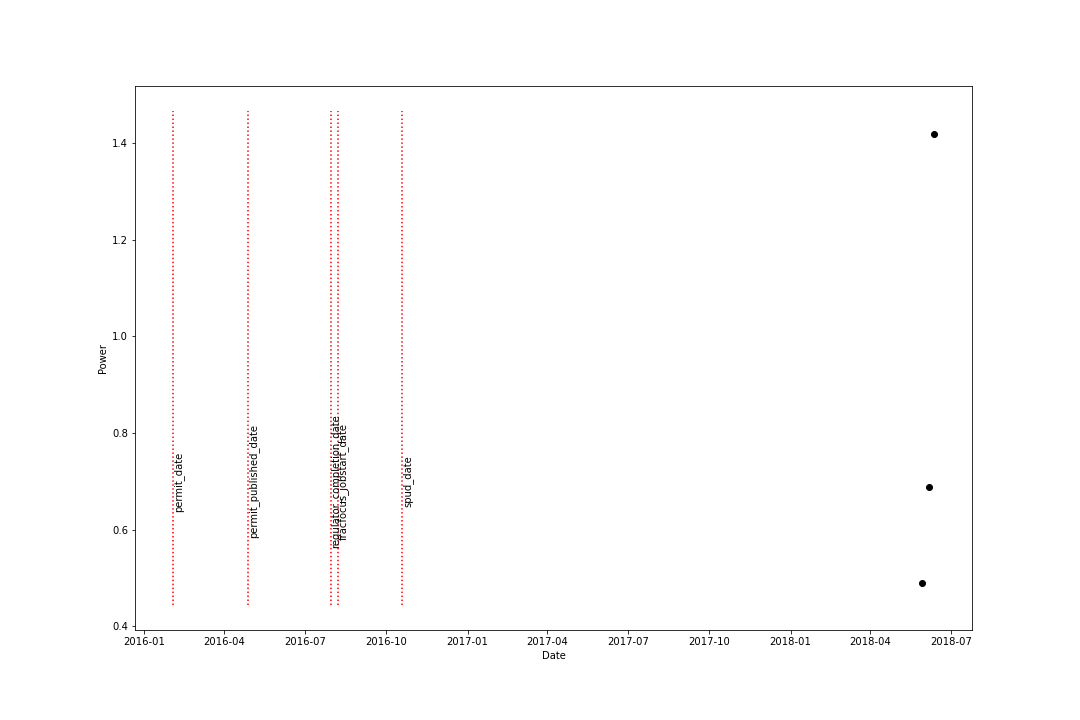 1.4
1.2
1.0
0.8
0.6
0.4
Power
permit_date
permit_published_date
regulator_completion_date
fracfocus_jobstart_date
spud_date
2016-01
2016-04
2016-07
2016-10
2017-01
2017-04
2017-07
2017-10
2018-01
2018-04
2018-07
Date